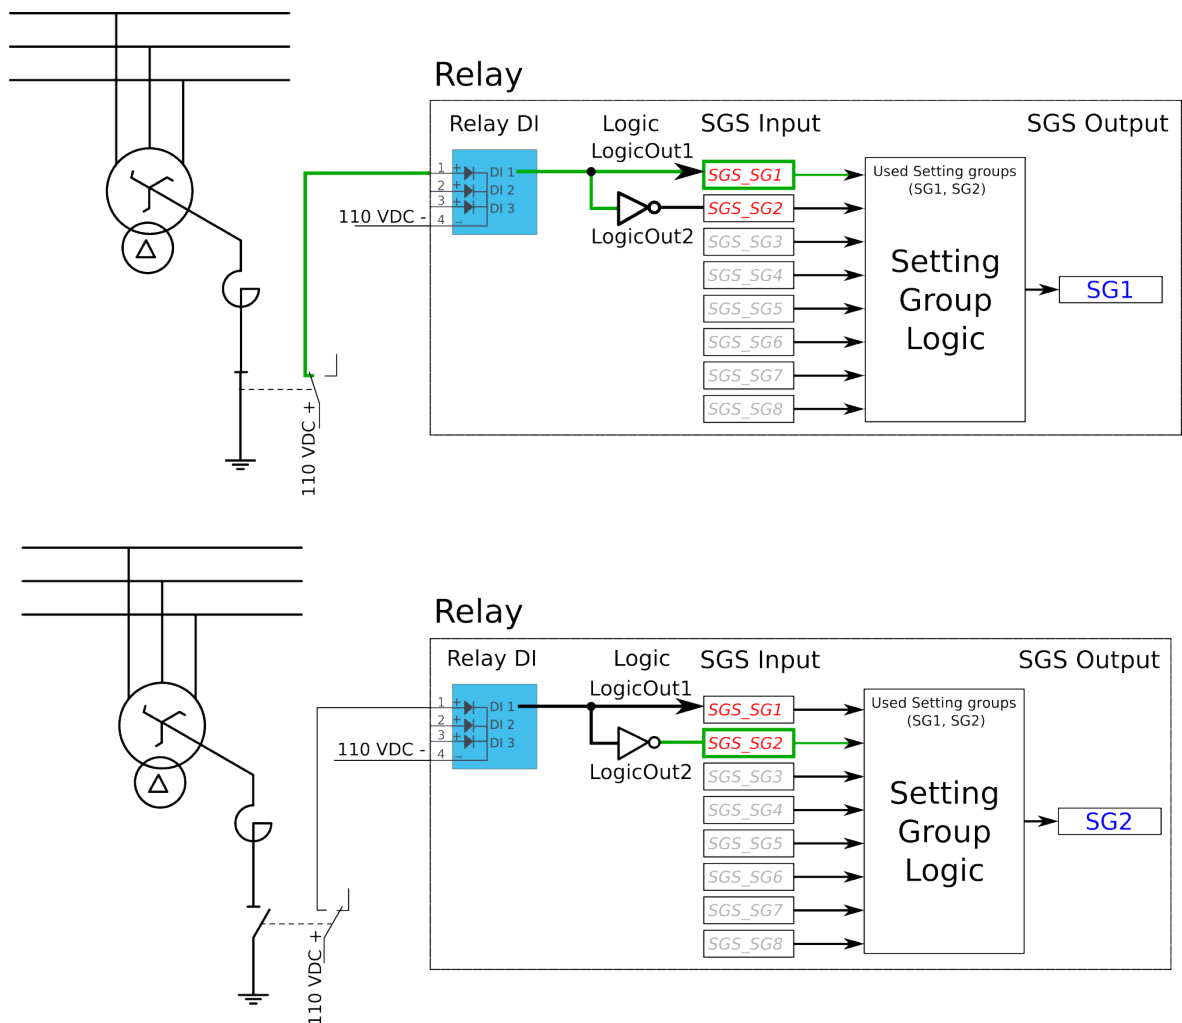 Relay
Relay DI
Logic
SGS Input
SGS Output
LogicOut1
1 +
DI 1
2 +
DI 2
3 +
DI 3
4 −
110 VDC -
110 VDC +
LogicOut2
SGS_SG1
SGS_SG2
SGS_SG3
SGS_SG4
SGS_SG5
SGS_SG6
SGS_SG7
SGS_SG8
Used Setting groups
(SG1, SG2)
Setting
Group
Logic
SG1
Δ
Relay
Relay DI
Logic
SGS Input
SGS Output
LogicOut1
1 +
DI 1
2 +
DI 2
3 +
DI 3
4 −
110 VDC -
110 VDC +
LogicOut2
SGS_SG1
SGS_SG2
SGS_SG3
SGS_SG4
SGS_SG5
SGS_SG6
SGS_SG7
SGS_SG8
Used Setting groups
(SG1, SG2)
Setting
Group
Logic
SG2
Δ